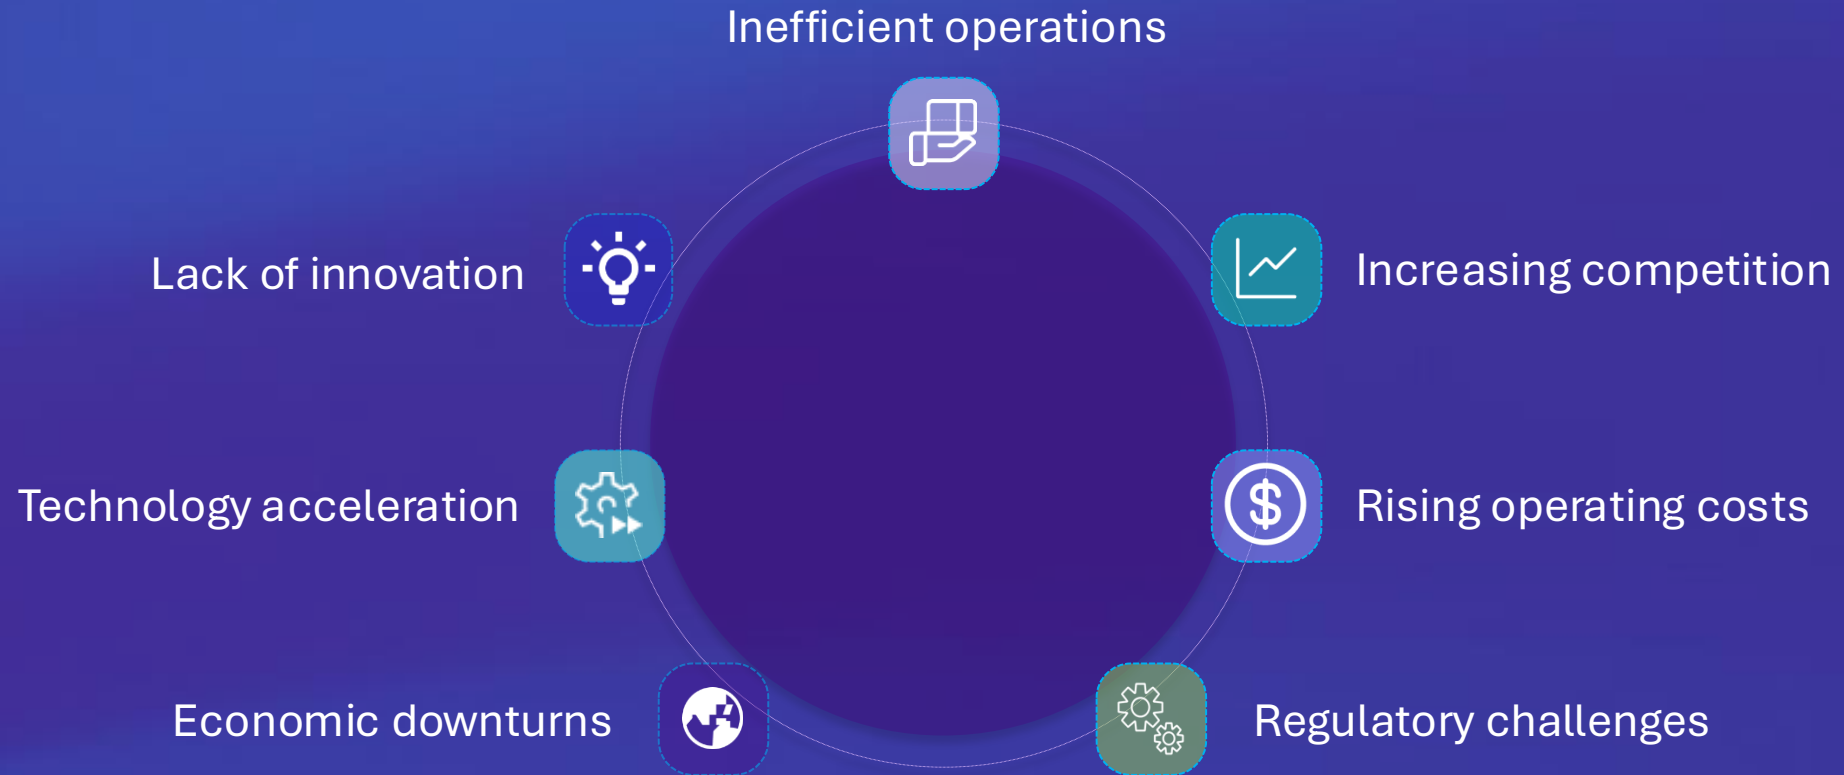 Inefficient operations
Lack of innovation
Increasing competition
Technology acceleration
Rising operating costs
Economic downturns
Regulatory challenges